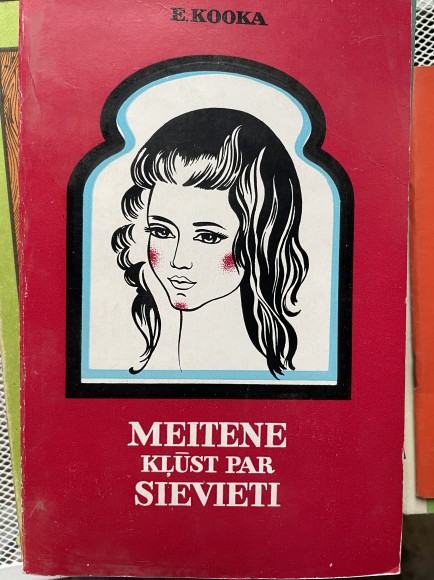 E. KOOKA
MEITENE
KĻŪST PAR
SIEVIETI